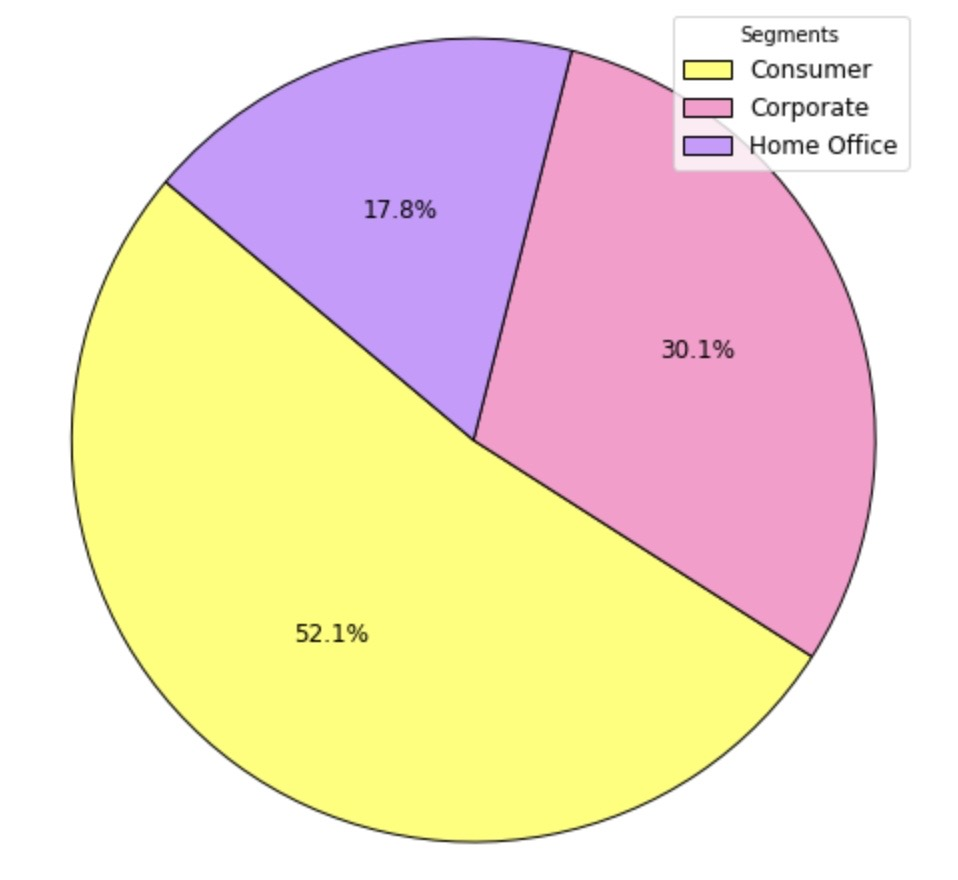 Segments
Consumer
Corporate
Home Office
17.8%
30.1%
52.1%